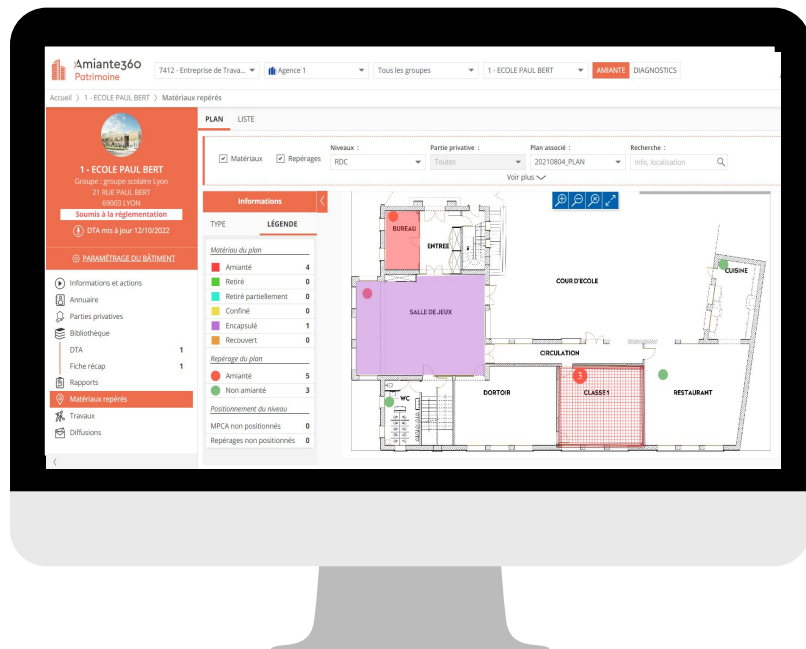 Amiante360
Patrimoine
7412 - Entreprise de Trava...
Agence 1
Tous les groupes
1 - ECOLE PAUL BERT
AMIANTE
DIAGNOSTICS
Accueil > 1 - ECOLE PAUL BERT > Matériaux repérés
1 - ECOLE PAUL BERT
Groupe : groupe scolaire Lyon
21 RUE PAUL BERT
69003 LYON
Soumis à la réglementation
DTA mis à jour 12/10/2022
PARAMÉTRAGE DU BÂTIMENT
Informations et actions
Annuaire
Parties privatives
Bibliothèque
DTA 1
Fiche récap 1
Rapports
Matériaux repérés
Travaux
Diffusions
PLAN LISTE
Matériaux
Repérages
Niveaux :
RDC
Partie privative :
Toutes
Plan associé :
20210804_PLAN
Recherche :
Info, localisation
Voir plus
Informations
TYPE LÉGENDE
Matériau du plan
Amianté 4
Retiré 0
Retiré partiellement 0
Confiné 0
Encapsulé 1
Recouvert 0
Repérage du plan
Amianté 5
Non amianté 3
Positionnement du niveau
MPCA non positionnés 0
Repérages non positionnés 0
BUREAU
ENTREE
COUR D'ECOLE
CUISINE
SALLE DE JEUX
CIRCULATION
3
WC
DORTOIR
CLASSE1
RESTAURANT